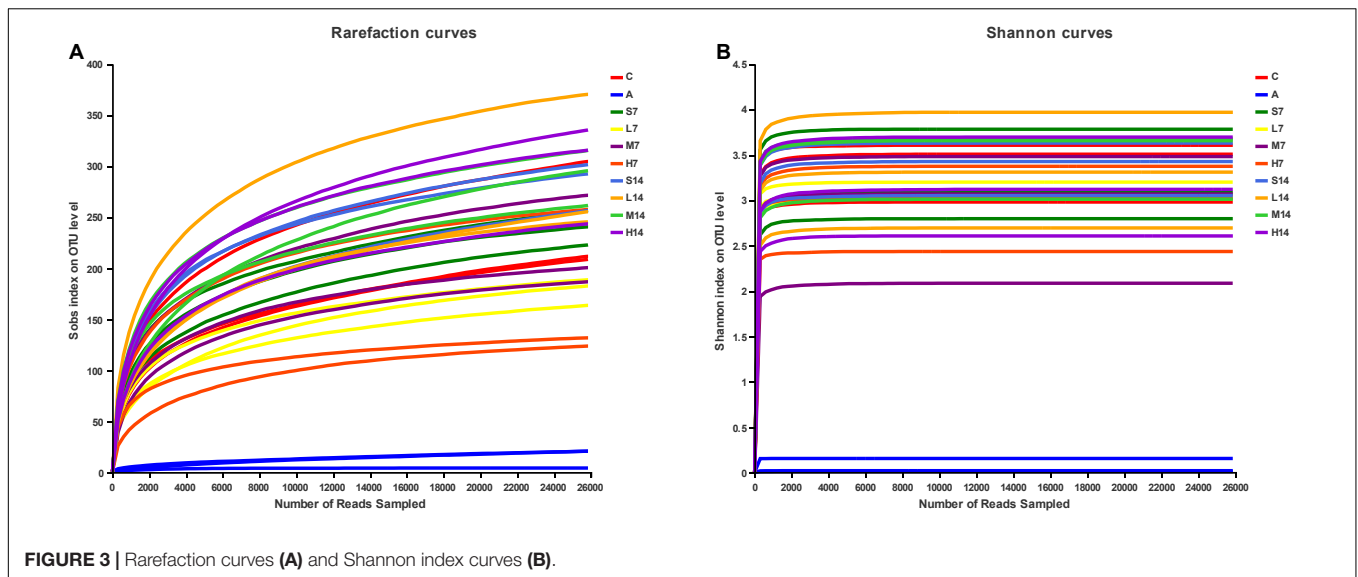 A
Rarefaction curves
Sobs index on OTU level
400
350
300
250
200
150
100
50
0
0 2000 4000 6000 8000 10000 12000 14000 16000 18000 20000 22000 24000 26000
Number of Reads Sampled
C
A
S7
L7
M7
H7
S14
L14
M14
H14
B
Shannon curves
Shannon index on OTU level
4.5
4
3.5
3
2.5
2
1.5
1
0.5
0
0 2000 4000 6000 8000 10000 12000 14000 16000 18000 20000 22000 24000 26000
Number of Reads Sampled
C
A
S7
L7
M7
H7
S14
L14
M14
H14
FIGURE 3 | Rarefaction curves (A) and Shannon index curves (B).